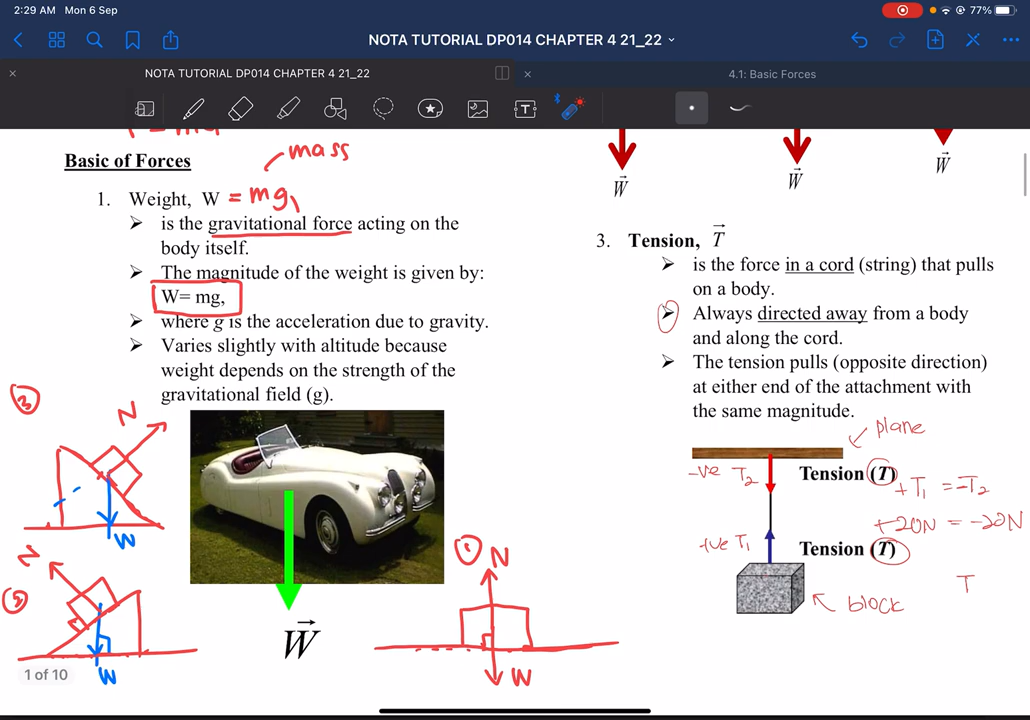 2:29 AM Mon 6 Sep
77%
NOTA TUTORIAL DP014 CHAPTER 4 21_22
NOTA TUTORIAL DP014 CHAPTER 4 21_22
4.1: Basic Forces
Basic of Forces
mass
1. Weight, W = mg
➢ is the gravitational force acting on the
body itself.
➢ The magnitude of the weight is given by:
W= mg,
➢ where g is the acceleration due to gravity.
➢ Varies slightly with altitude because
weight depends on the strength of the
gravitational field (g).
N
W
N
W
W
1 N
W
1 of 10
W
W
W
3. Tension, T
➢ is the force in a cord (string) that pulls
on a body.
➢ Always directed away from a body
and along the cord.
➢ The tension pulls (opposite direction)
at either end of the attachment with
the same magnitude.
plane
-ve T2
Tension (T)
+T1 = -T2
+20N = -20N
+ve T1
Tension (T)
T
block